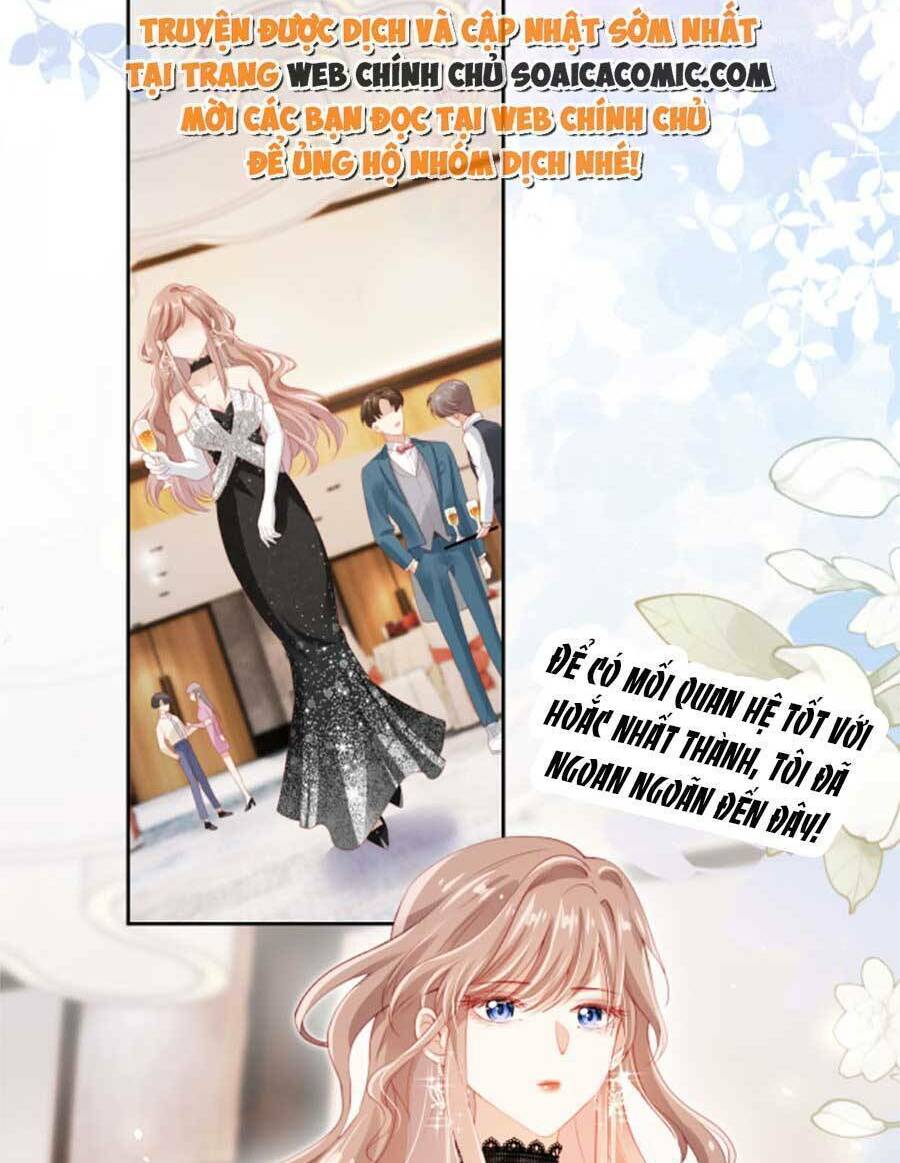 TRUYỆN ĐƯỢC DỊCH VÀ CẬP NHẬT SỚM NHẤT
TẠI TRANG WEB CHÍNH CHỦ SOAICACOMIC.COM
MỜI CÁC BẠN ĐỌC TẠI WEB CHÍNH CHỦ
ĐỂ ỦNG HỘ NHÓM DỊCH NHÉ!
ĐỂ CÓ MỐI QUAN HỆ TỐT VỚI
HOẮC NHẤT THÀNH, TÔI ĐÃ
NGOAN NGOÃN ĐẾN ĐÂY!